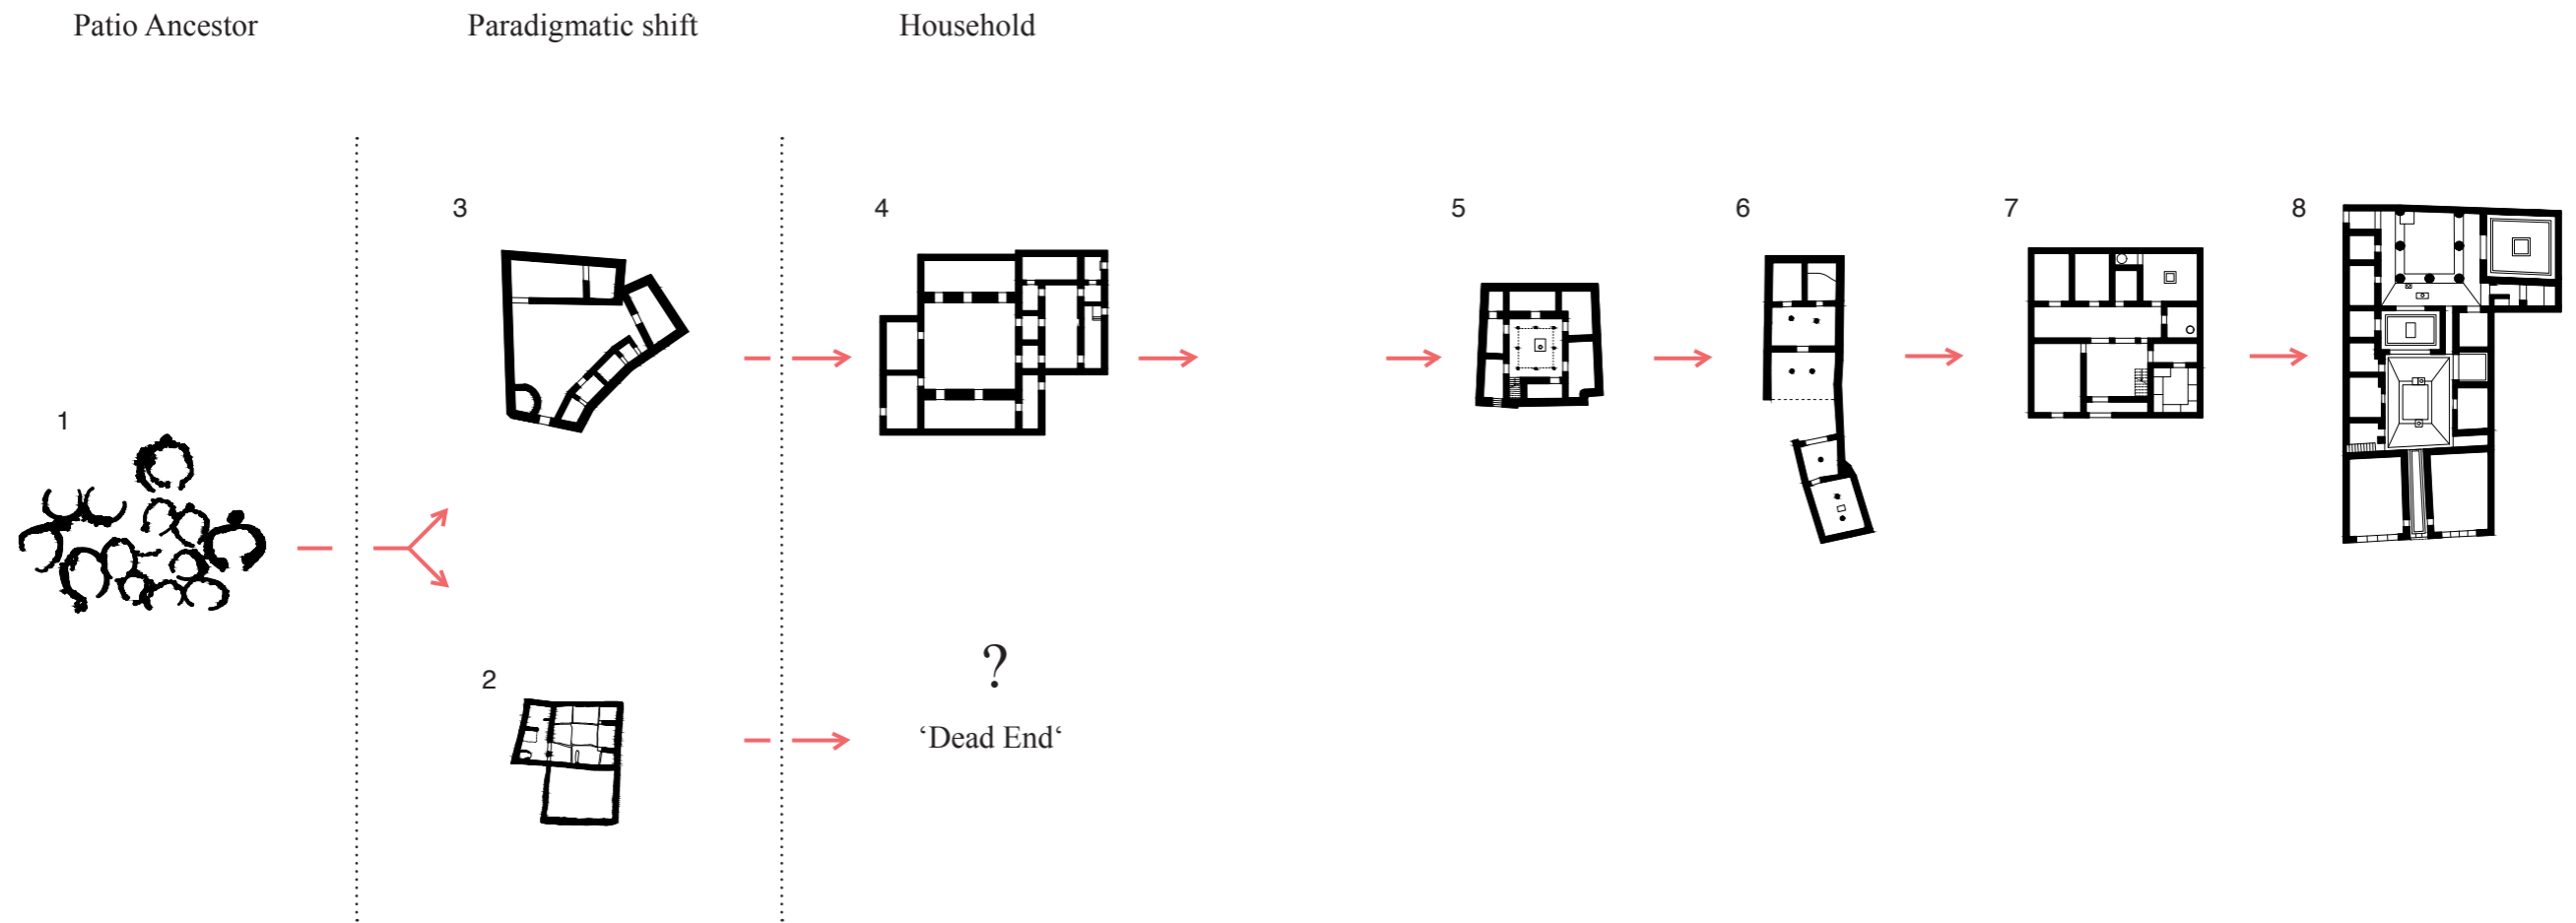 Patio Ancestor
Paradigmatic shift
Household
3
4
5
6
7
8
1
?
2
‘Dead End‘